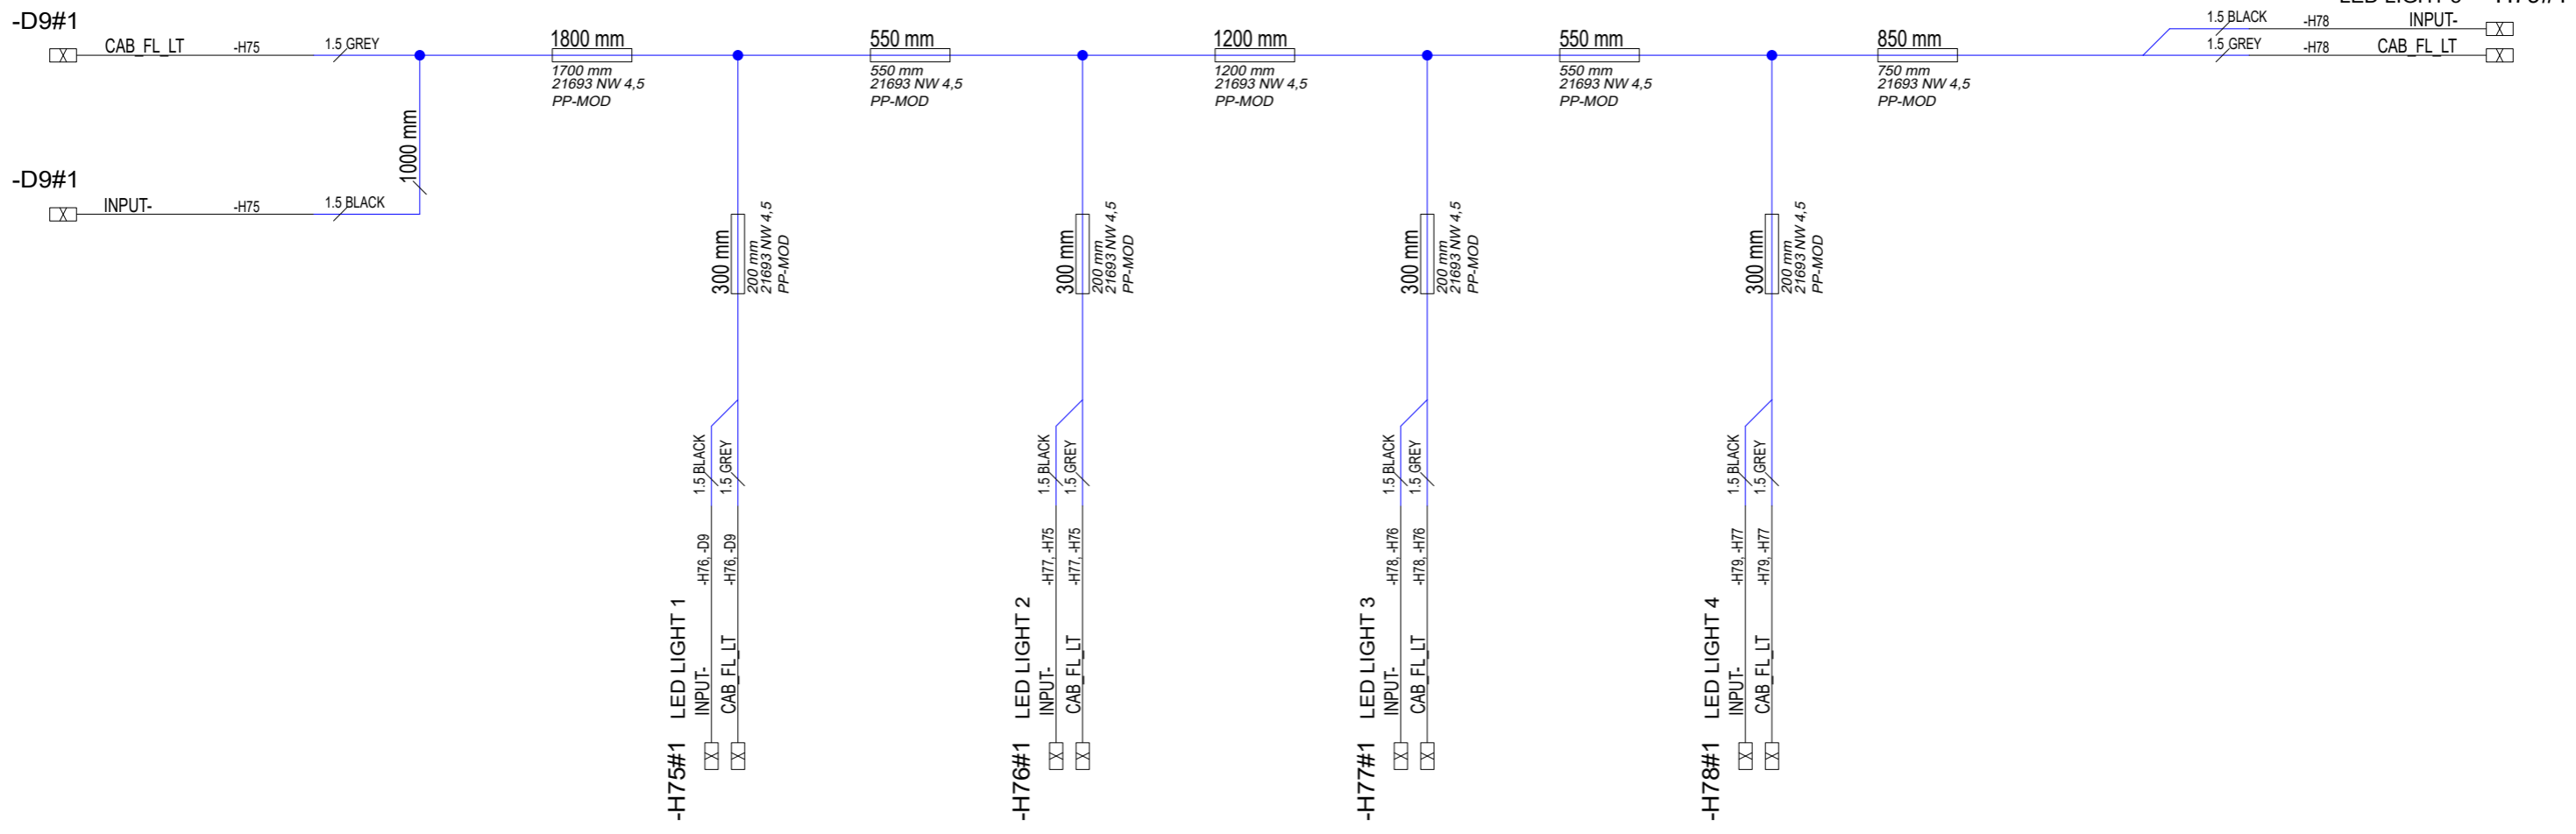 -D9#1
CAB_FL_LT -H75 1.5 GREY
1800 mm
1700 mm
21693 NW 4,5
PP-MOD
550 mm
550 mm
21693 NW 4,5
PP-MOD
1200 mm
1200 mm
21693 NW 4,5
PP-MOD
550 mm
550 mm
21693 NW 4,5
PP-MOD
850 mm
750 mm
21693 NW 4,5
PP-MOD
1.5 BLACK -H78 INPUT-
1.5 GREY -H78 CAB_FL_LT
1000 mm
-D9#1
INPUT- -H75 1.5 BLACK
300 mm
200 mm
21693 NW 4,5
PP-MOD
300 mm
200 mm
21693 NW 4,5
PP-MOD
300 mm
200 mm
21693 NW 4,5
PP-MOD
300 mm
200 mm
21693 NW 4,5
PP-MOD
-H75#1 LED LIGHT 1
INPUT- -H76, -D9 1.5 BLACK
CAB_FL_LT -H76, -D9 1.5 GREY
-H76#1 LED LIGHT 2
INPUT- -H77, -H75 1.5 BLACK
CAB_FL_LT -H77, -H75 1.5 GREY
-H77#1 LED LIGHT 3
INPUT- -H78, -H76 1.5 BLACK
CAB_FL_LT -H78, -H76 1.5 GREY
-H78#1 LED LIGHT 4
INPUT- -H79, -H77 1.5 BLACK
CAB_FL_LT -H79, -H77 1.5 GREY